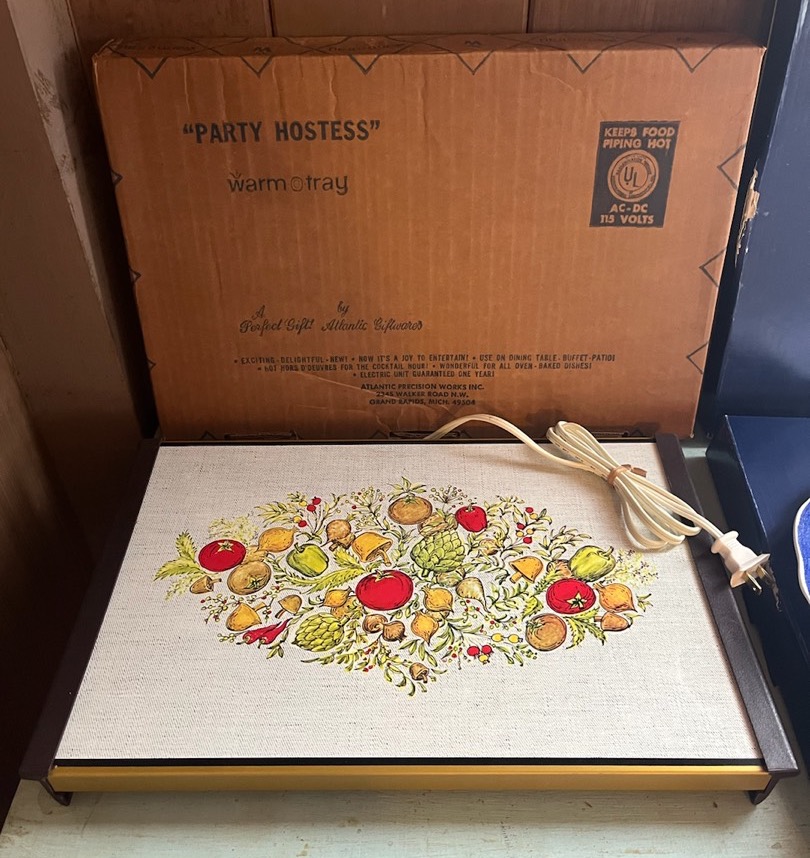 “PARTY HOSTESS”
warm o tray
KEEPS FOOD
PIPING HOT
UL
AC-DC
115 VOLTS
A Perfect Gift! by Atlantic Giftwares
• EXCITING-DELIGHTFUL-NEW! • NOW IT'S A JOY TO ENTERTAIN! • USE ON DINING TABLE-BUFFET-PATIO!
• HOT HORS D'OEUVRES FOR THE COCKTAIL HOUR! • WONDERFUL FOR ALL OVEN-BAKED DISHES!
• ELECTRIC UNIT GUARANTEED ONE YEAR!
ATLANTIC PRECISION WORKS INC.
2345 WALKER ROAD N.W.
GRAND RAPIDS, MICH. 49504